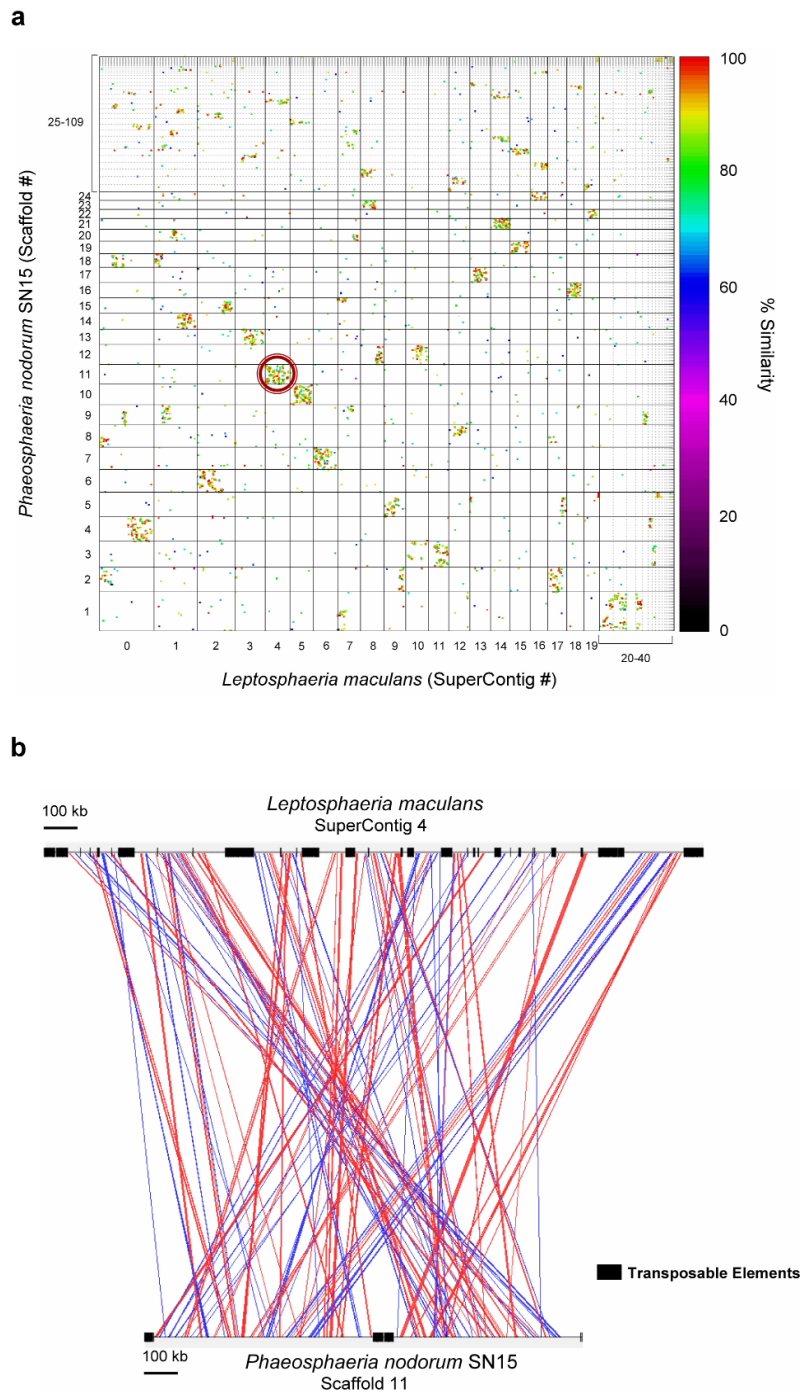 a
100
80
60
40
20
0
% Similarity
Phaeosphaeria nodorum SN15 (Scaffold #)
25-109
24
23
22
21
20
19
18
17
16
15
14
13
12
11
10
9
8
7
6
5
4
3
2
1
0 1 2 3 4 5 6 7 8 9 10 11 12 13 14 15 16 17 18 19
20-40
Leptosphaeria maculans (SuperContig #)
b
100 kb
Leptosphaeria maculans
SuperContig 4
Transposable Elements
100 kb
Phaeosphaeria nodorum SN15
Scaffold 11